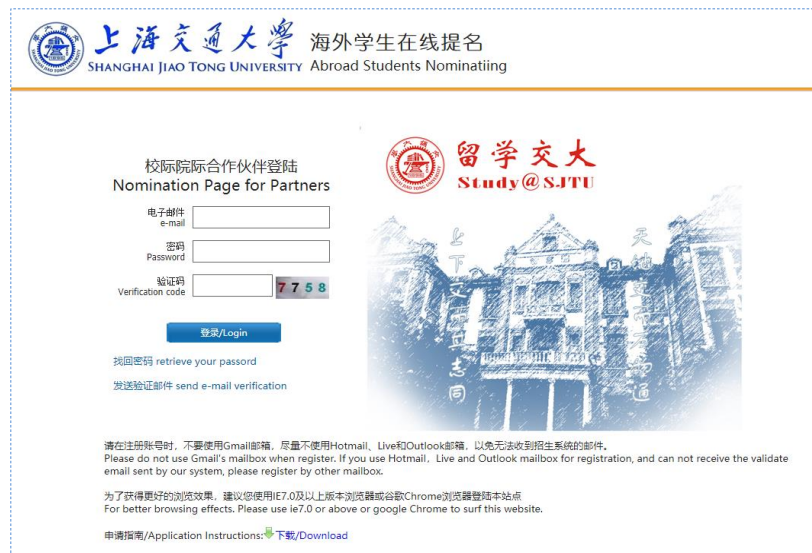 上海交通大學
SHANGHAI JIAO TONG UNIVERSITY
海外学生在线提名
Abroad Students Nominatiing
校际院际合作伙伴登陆
Nomination Page for Partners
电子邮件
e-mail
密码
Password
验证码
Verification code
7 7 5 8
登录/Login
找回密码 retrieve your passord
发送验证邮件 send e-mail verification
留学交大
Study@SJTU
请在注册账号时，不要使用Gmail邮箱，尽量不使用Hotmail、Live和Outlook邮箱，以免无法收到招生系统的邮件。
Please do not use Gmail's mailbox when register. If you use Hotmail，Live and Outlook mailbox for registration, and can not receive the validate
email sent by our system, please register by other mailbox.
为了获得更好的浏览效果，建议您使用IE7.0及以上版本浏览器或谷歌Chrome浏览器登陆本站点
For better browsing effects. Please use ie7.0 or above or google Chrome to surf this website.
申请指南/Application Instructions:下载/Download